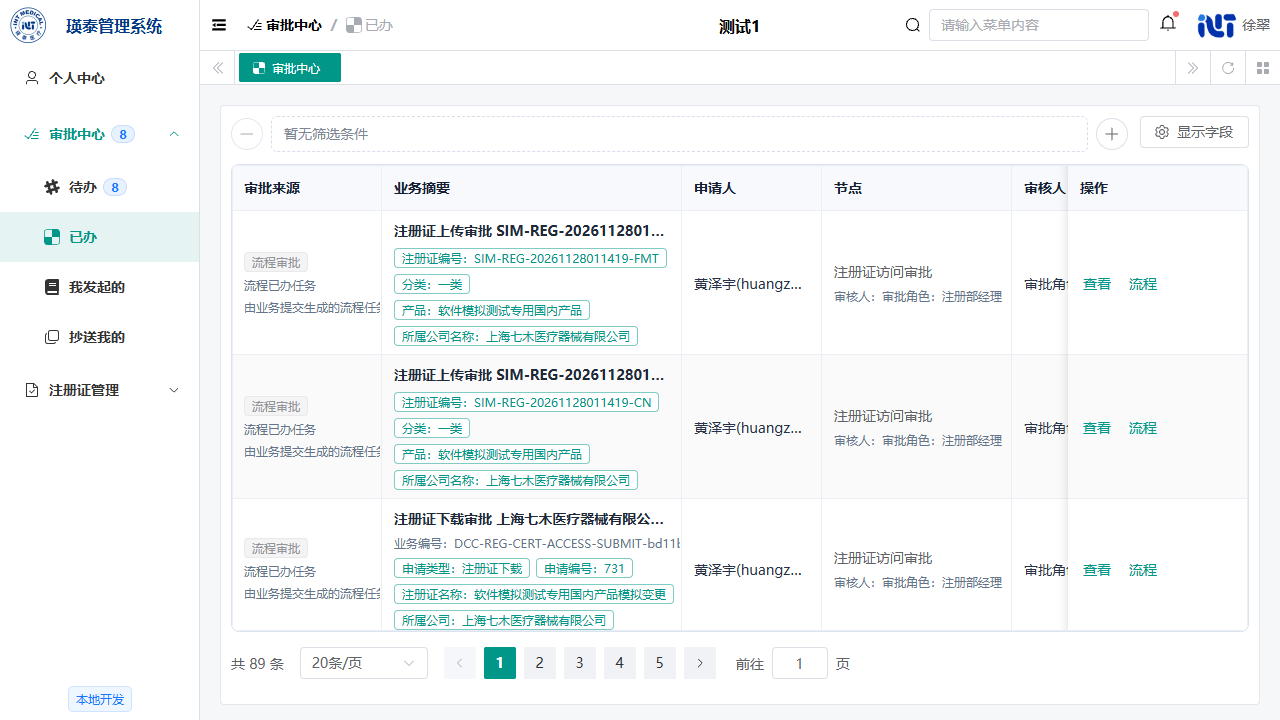 瑛泰管理系统
审批中心 / 已办
测试1
请输入菜单内容
徐翠
个人中心
审批中心 8
待办 8
已办
我发起的
抄送我的
注册证管理
本地开发
审批中心
暂无筛选条件
显示字段
审批来源 业务摘要 申请人 节点 审核人 操作
流程审批
流程已办任务
由业务提交生成的流程任务
注册证上传审批 SIM-REG-2026112801...
注册证编号：SIM-REG-20261128011419-FMT
分类：一类
产品：软件模拟测试专用国内产品
所属公司名称：上海七木医疗器械有限公司
黄泽宇(huangz...
注册证访问审批
审核人：审批角色：注册部经理
审批角
查看 流程
流程审批
流程已办任务
由业务提交生成的流程任务
注册证上传审批 SIM-REG-2026112801...
注册证编号：SIM-REG-20261128011419-CN
分类：一类
产品：软件模拟测试专用国内产品
所属公司名称：上海七木医疗器械有限公司
黄泽宇(huangz...
注册证访问审批
审核人：审批角色：注册部经理
审批角
查看 流程
流程审批
流程已办任务
由业务提交生成的流程任务
注册证下载审批 上海七木医疗器械有限公...
业务编号：DCC-REG-CERT-ACCESS-SUBMIT-bd11
申请类型：注册证下载 申请编号：731
注册证名称：软件模拟测试专用国内产品模拟变更
所属公司：上海七木医疗器械有限公司
黄泽宇(huangz...
注册证访问审批
审核人：审批角色：注册部经理
审批角
查看 流程
共 89 条 20条/页 1 2 3 4 5 前往 1 页